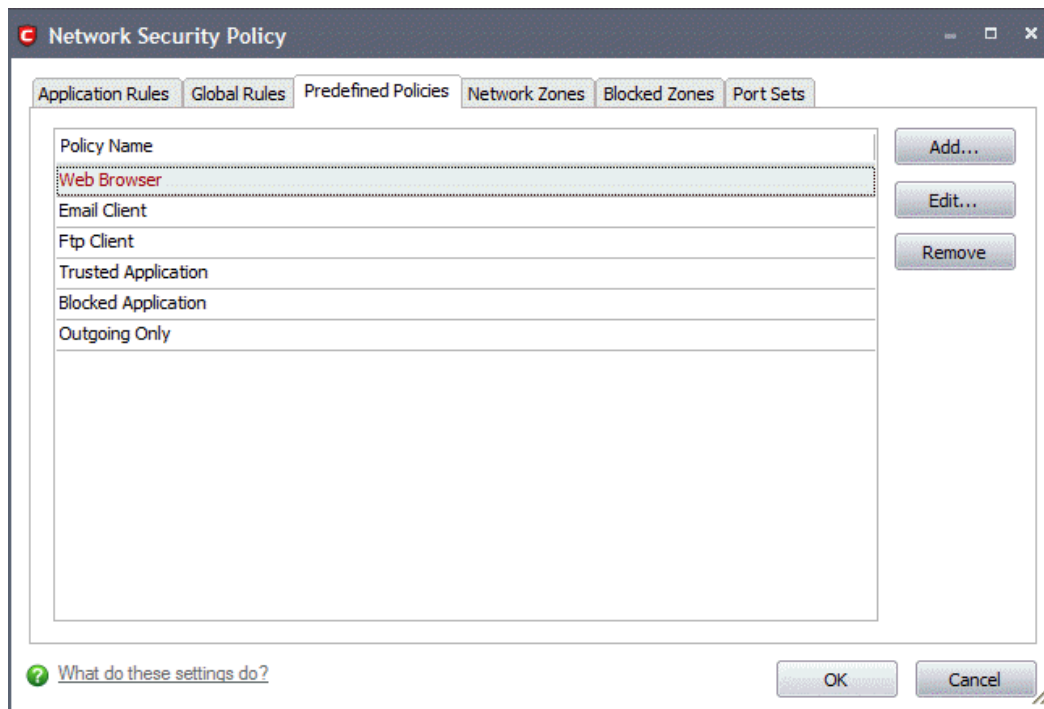 Network Security Policy
Application Rules Global Rules Predefined Policies Network Zones Blocked Zones Port Sets
Policy Name
Add...
Web Browser
Edit...
Email Client
Ftp Client
Remove
Trusted Application
Blocked Application
Outgoing Only
What do these settings do?
OK Cancel